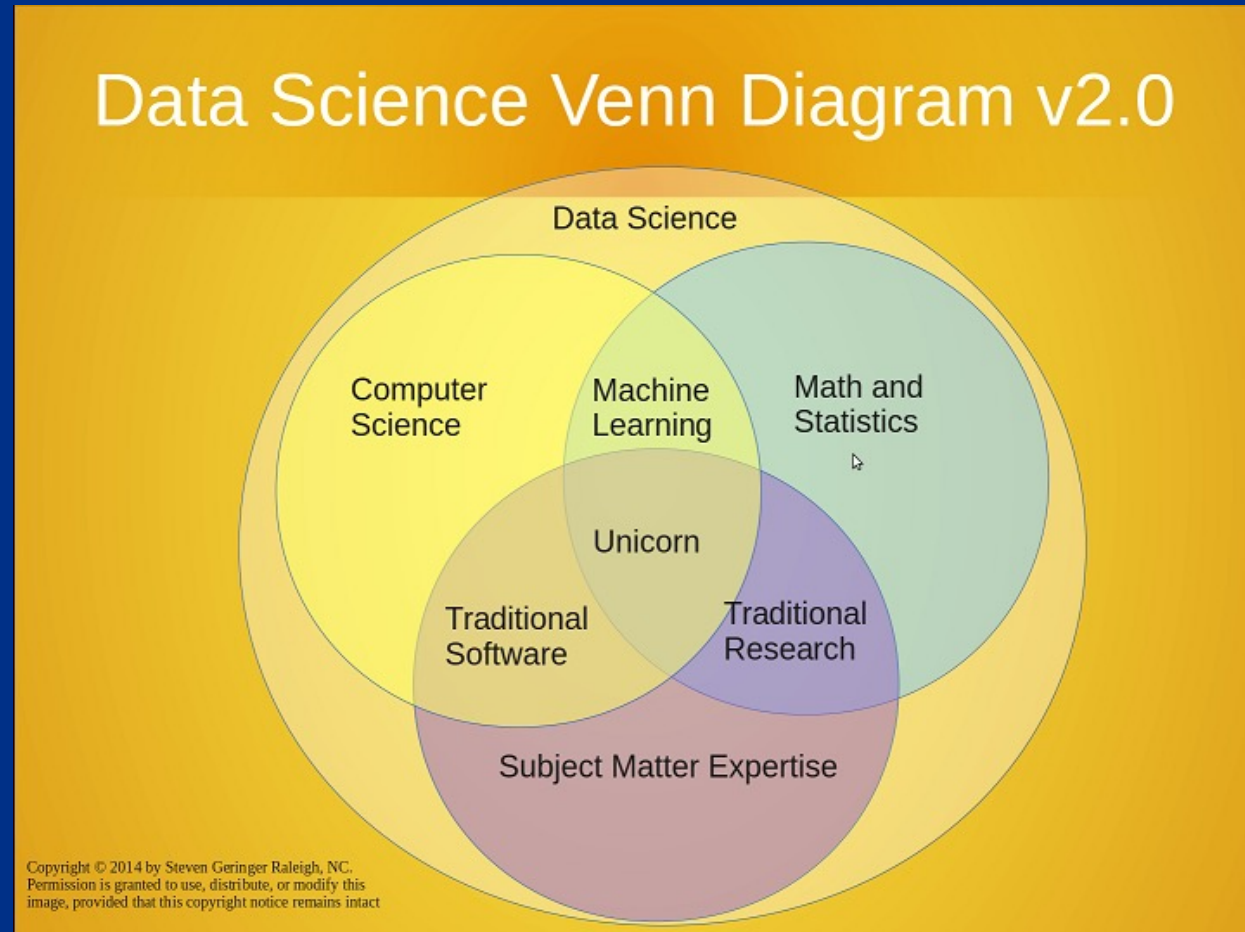 Data Science Venn Diagram v2.0
Data Science
Computer
Science
Machine
Learning
Math and
Statistics
Unicorn
Traditional
Software
Traditional
Research
Subject Matter Expertise
Copyright © 2014 by Steven Geringer Raleigh, NC.
Permission is granted to use, distribute, or modify this
image, provided that this copyright notice remains intact